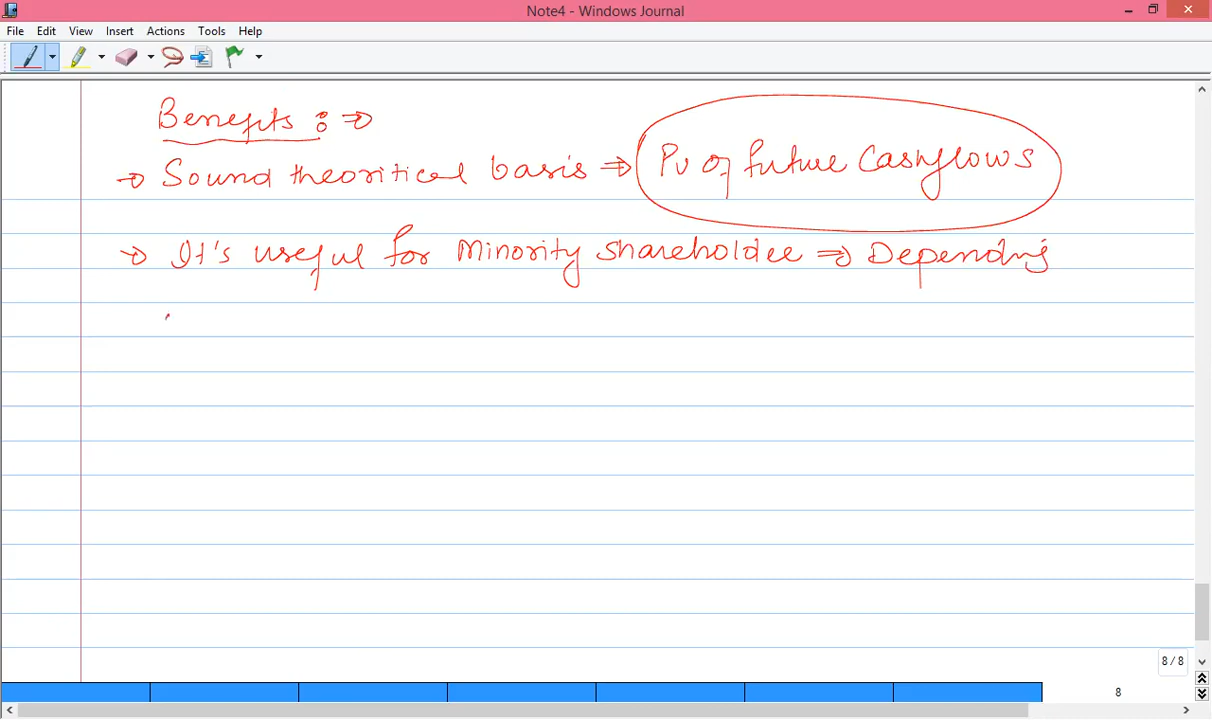 Note4 - Windows Journal
File Edit View Insert Actions Tools Help
Benefits : ⇒
→ Sound theoritical basis ⇒ Pv of future Cashflows
→ It's useful for Minority shareholdee ⇒ Depending
8 / 8
8